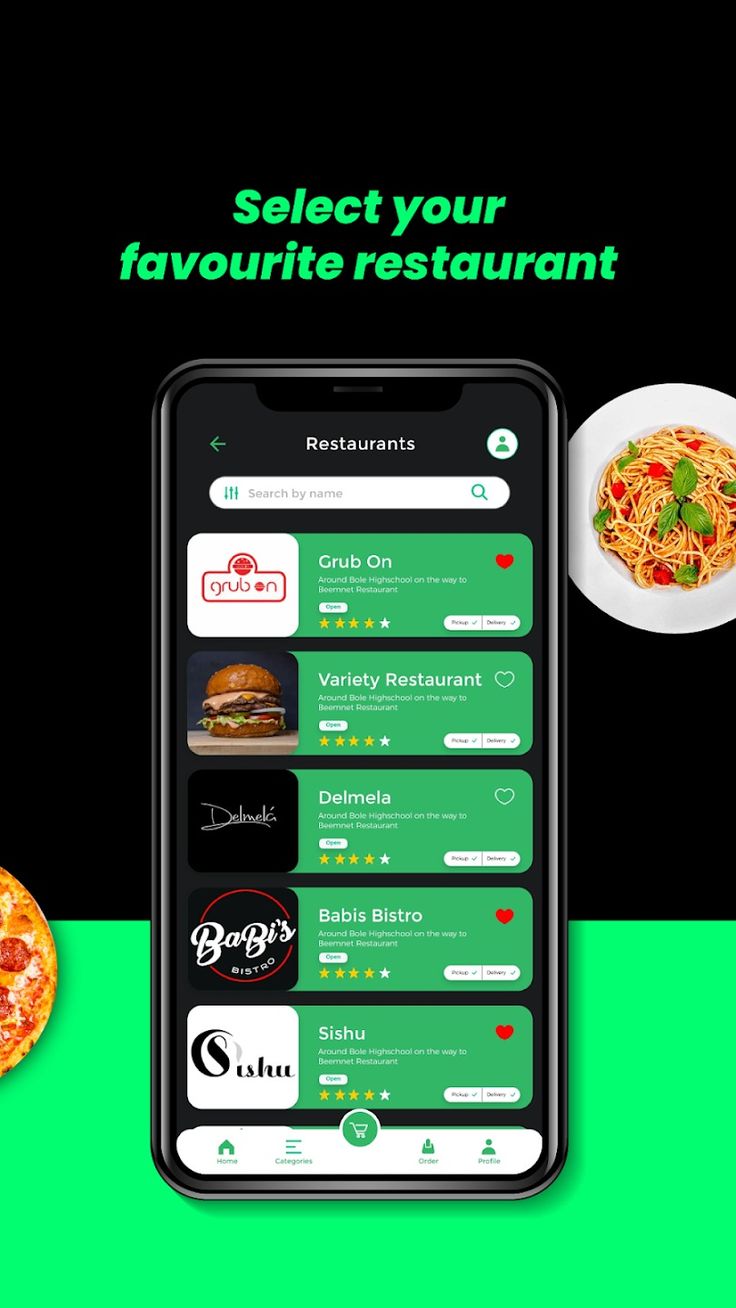 Select your
favourite restaurant
Restaurants
Search by name
grub on
Grub On
Around Bole Highschool on the way to
Beemnet Restaurant
Open
Pickup
Delivery
Variety Restaurant
Around Bole Highschool on the way to
Beemnet Restaurant
Open
Pickup
Delivery
Delmelá
Delmela
Around Bole Highschool on the way to
Beemnet Restaurant
Open
Pickup
Delivery
BaBi's
BISTRO
Babis Bistro
Around Bole Highschool on the way to
Beemnet Restaurant
Open
Pickup
Delivery
Sishu
Sishu
Around Bole Highschool on the way to
Beemnet Restaurant
Open
Pickup
Delivery
Home
Categories
Order
Profile